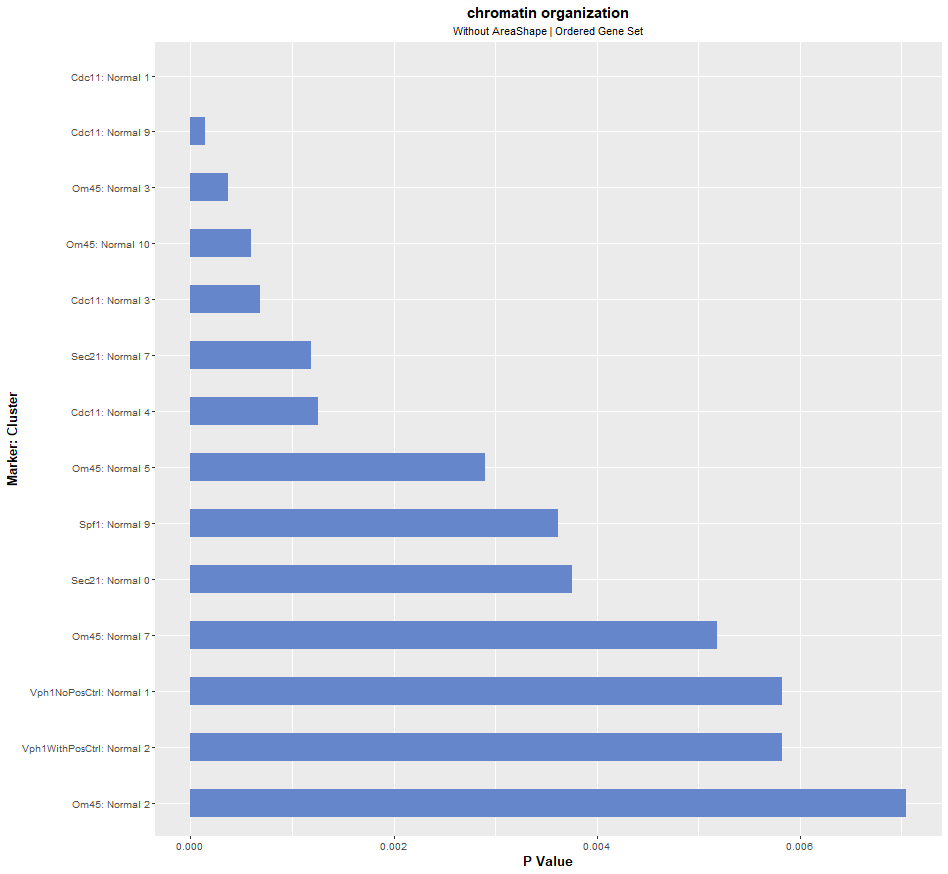 chromatin organization
Without AreaShape | Ordered Gene Set
Marker: Cluster
Cdc11: Normal 1
Cdc11: Normal 9
Om45: Normal 3
Om45: Normal 10
Cdc11: Normal 3
Sec21: Normal 7
Cdc11: Normal 4
Om45: Normal 5
Spf1: Normal 9
Sec21: Normal 0
Om45: Normal 7
Vph1NoPosCtrl: Normal 1
Vph1WithPosCtrl: Normal 2
Om45: Normal 2
0.000 0.002 0.004 0.006
P Value